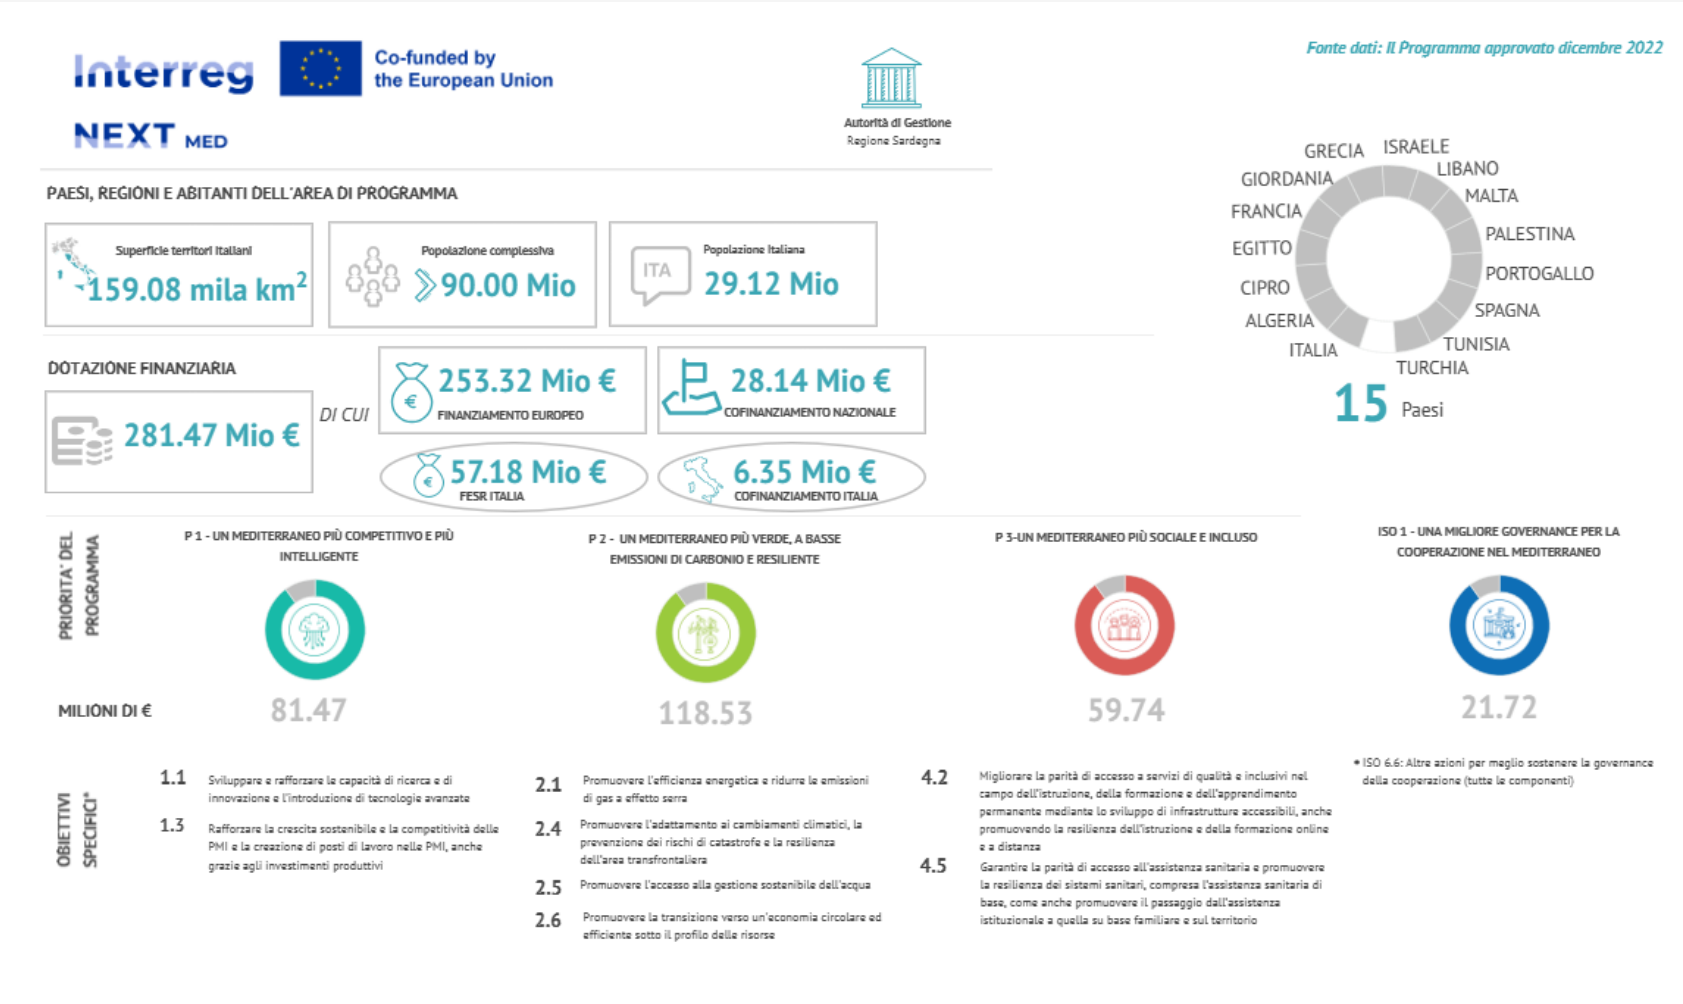 Interreg
Co-funded by
the European Union
NEXT MED
Autorità di Gestione
Regione Sardegna
Fonte dati: Il Programma approvato dicembre 2022
PAESI, REGIONI E ABITANTI DELL'AREA DI PROGRAMMA
Superficie territori italiani
159.08 mila km²
Popolazione complessiva
90.00 Mio
ITA
Popolazione Italiana
29.12 Mio
GRECIA
ISRAELE
GIORDANIA
LIBANO
FRANCIA
MALTA
EGITTO
PALESTINA
CIPRO
PORTOGALLO
ALGERIA
SPAGNA
ITALIA
TUNISIA
TURCHIA
15 Paesi
DOTAZIONE FINANZIARIA
281.47 Mio €
DI CUI
€
253.32 Mio €
FINANZIAMENTO EUROPEO
28.14 Mio €
COFINANZIAMENTO NAZIONALE
€
57.18 Mio €
FESR ITALIA
6.35 Mio €
COFINANZIAMENTO ITALIA
PRIORITA' DEL
PROGRAMMA
P 1 - UN MEDITERRANEO PIÙ COMPETITIVO E PIÙ
INTELLIGENTE
P 2 - UN MEDITERRANEO PIÙ VERDE, A BASSE
EMISSIONI DI CARBONIO E RESILIENTE
P 3-UN MEDITERRANEO PIÙ SOCIALE E INCLUSO
ISO 1 - UNA MIGLIORE GOVERNANCE PER LA
COOPERAZIONE NEL MEDITERRANEO
MILIONI DI €
81.47
118.53
59.74
21.72
OBIETTIVI
SPECIFICI*
1.1 Sviluppare e rafforzare le capacità di ricerca e di
innovazione e l'introduzione di tecnologie avanzate
1.3 Rafforzare la crescita sostenibile e la competitività delle
PMI e la creazione di posti di lavoro nelle PMI, anche
grazie agli investimenti produttivi
2.1 Promuovere l'efficienza energetica e ridurre le emissioni
di gas a effetto serra
2.4 Promuovere l'adattamento ai cambiamenti climatici, la
prevenzione dei rischi di catastrofe e la resilienza
dell'area transfrontaliera
2.5 Promuovere l'accesso alla gestione sostenibile dell'acqua
2.6 Promuovere la transizione verso un'economia circolare ed
efficiente sotto il profilo delle risorse
4.2 Migliorare la parità di accesso a servizi di qualità e inclusivi nel
campo dell'istruzione, della formazione e dell'apprendimento
permanente mediante lo sviluppo di infrastrutture accessibili, anche
promovendo la resilienza dell'istruzione e della formazione online
e a distanza
4.5 Garantire la parità di accesso all'assistenza sanitaria e promuovere
la resilienza dei sistemi sanitari, compresa l'assistenza sanitaria di
base, come anche promuovere il passaggio dall'assistenza
istituzionale a quella su base familiare e sul territorio
* ISO 6.6: Altre azioni per meglio sostenere la governance
della cooperazione (tutte le componenti)